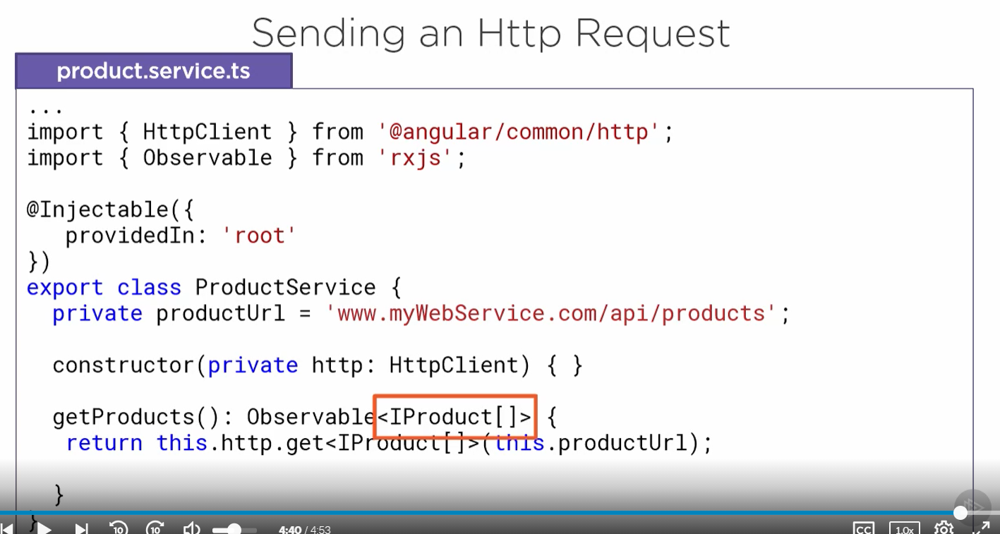 Sending an Http Request
product.service.ts
...
import { HttpClient } from '@angular/common/http';
import { Observable } from 'rxjs';
@Injectable({
providedIn: 'root'
})
export class ProductService {
private productUrl = 'www.myWebService.com/api/products';
constructor(private http: HttpClient) { }
getProducts(): Observable<IProduct[]> {
return this.http.get<IProduct[]>(this.productUrl);
}
}
10 10 4:40 / 4:53 CC 1.0x